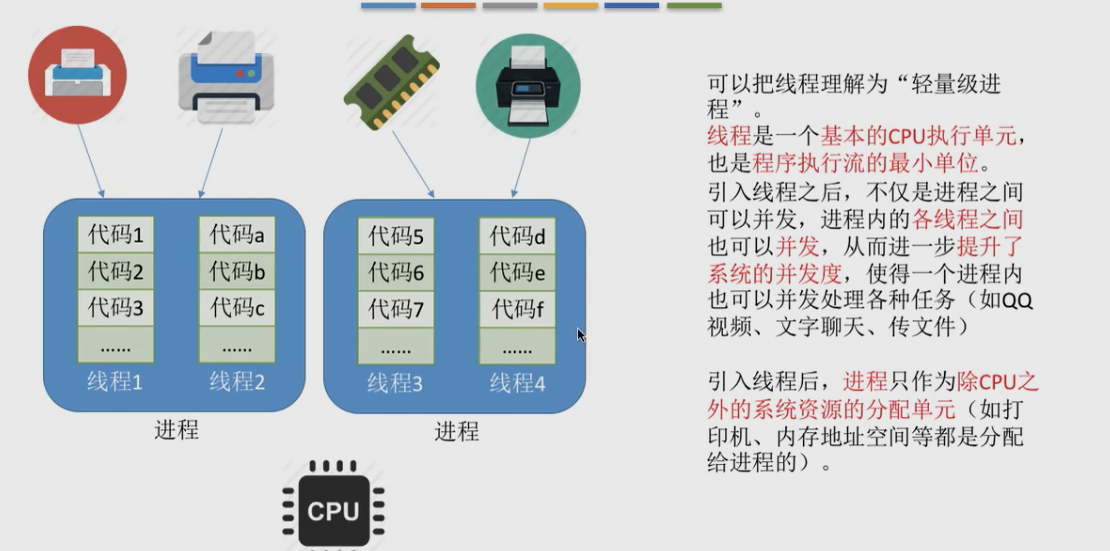 可以把线程理解为“轻量级进
程”。
线程是一个基本的CPU执行单元，
也是程序执行流的最小单位。
引入线程之后，不仅是进程之间
可以并发，进程内的各线程之间
也可以并发，从而进一步提升了
系统的并发度，使得一个进程内
也可以并发处理各种任务（如QQ
视频、文字聊天、传文件）
引入线程后，进程只作为除CPU之
外的系统资源的分配单元（如打
印机、内存地址空间等都是分配
给进程的）。
代码1
代码2
代码3
......
线程1
代码a
代码b
代码c
......
线程2
进程
代码5
代码6
代码7
......
线程3
代码d
代码e
代码f
......
线程4
进程
CPU